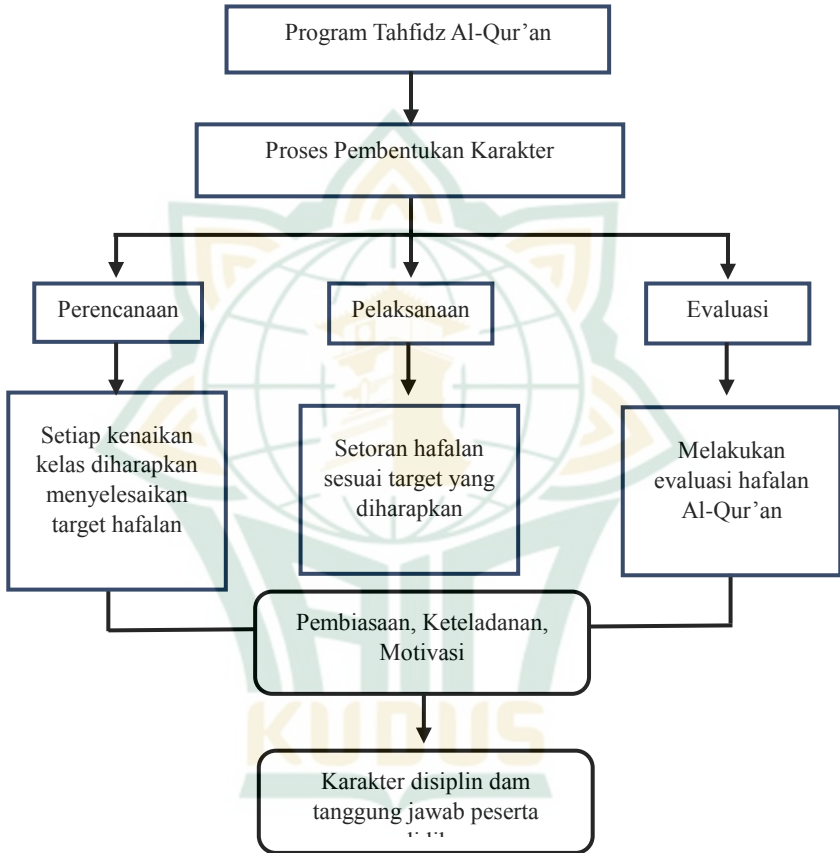 Program Tahfidz Al-Qur'an
Proses Pembentukan Karakter
Perencanaan
Pelaksanaan
Evaluasi
Setiap kenaikan
kelas diharapkan
menyelesaikan
target hafalan
Setoran hafalan
sesuai target yang
diharapkan
Melakukan
evaluasi hafalan
Al-Qur'an
Pembiasaan, Keteladanan,
Motivasi
KUDUS
Karakter disiplin dam
tanggung jawab peserta